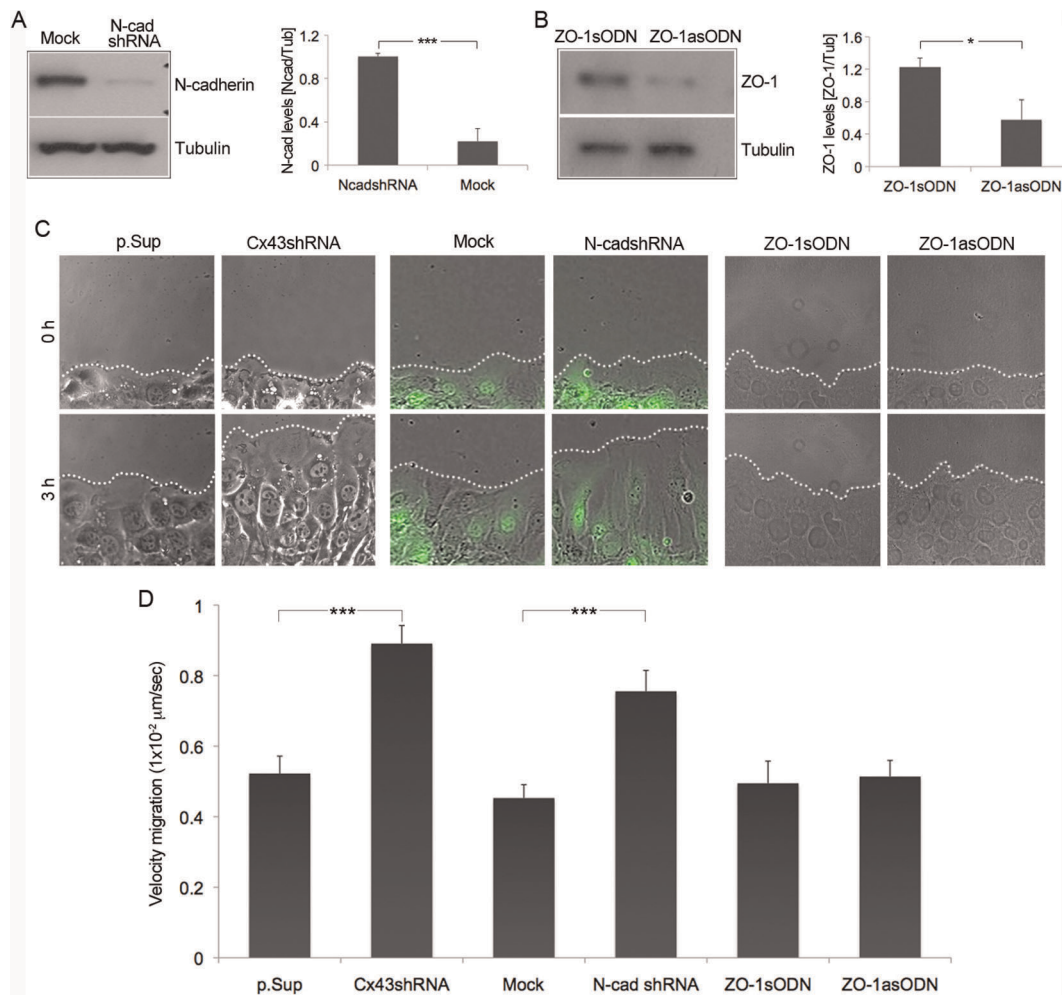 A
Mock
N-cad shRNA
N-cadherin
Tubulin
N-cad levels [Ncad/Tub]
1.2
1
0.8
0.4
0
***
NcadshRNA
Mock
B
ZO-1sODN
ZO-1asODN
ZO-1
Tubulin
ZO-1 levels [ZO-1/Tub]
1.6
1.2
0.8
0.4
0
*
ZO-1sODN
ZO-1asODN
C
p.Sup
Cx43shRNA
Mock
N-cadshRNA
ZO-1sODN
ZO-1asODN
0 h
3 h
D
Velocity migration (1x10⁻² µm/sec)
1
0.8
0.6
0.4
0.2
0
***
***
p.Sup
Cx43shRNA
Mock
N-cad shRNA
ZO-1sODN
ZO-1asODN